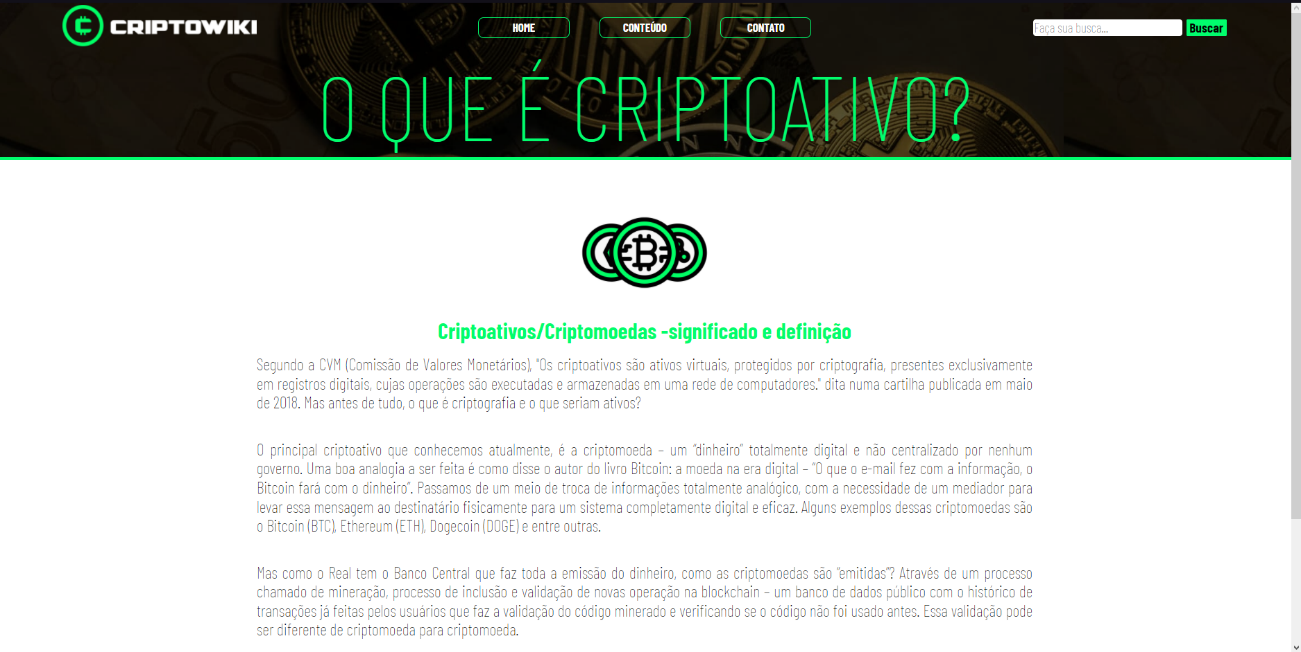 CRIPTOWIKI
HOME
CONTEÚDO
CONTATO
Faça sua busca...
Buscar
O QUE É CRIPTOATIVO?
Criptoativos/Criptomoedas -significado e definição
Segundo a CVM (Comissão de Valores Monetários), "Os criptoativos são ativos virtuais, protegidos por criptografia, presentes exclusivamente
em registros digitais, cujas operações são executadas e armazenadas em uma rede de computadores." dita numa cartilha publicada em maio
de 2018. Mas antes de tudo, o que é criptografia e o que seriam ativos?
O principal criptoativo que conhecemos atualmente, é a criptomoeda – um “dinheiro” totalmente digital e não centralizado por nenhum
governo. Uma boa analogia a ser feita é como disse o autor do livro Bitcoin: a moeda na era digital – “O que o e-mail fez com a informação, o
Bitcoin fará com o dinheiro”. Passamos de um meio de troca de informações totalmente analógico, com a necessidade de um mediador para
levar essa mensagem ao destinatário fisicamente para um sistema completamente digital e eficaz. Alguns exemplos dessas criptomoedas são
o Bitcoin (BTC), Ethereum (ETH), Dogecoin (DOGE) e entre outras.
Mas como o Real tem o Banco Central que faz toda a emissão do dinheiro, como as criptomoedas são “emitidas”? Através de um processo
chamado de mineração, processo de inclusão e validação de novas operação na blockchain – um banco de dados público com o histórico de
transações já feitas pelos usuários que faz a validação do código minerado e verificando se o código não foi usado antes. Essa validação pode
ser diferente de criptomoeda para criptomoeda.